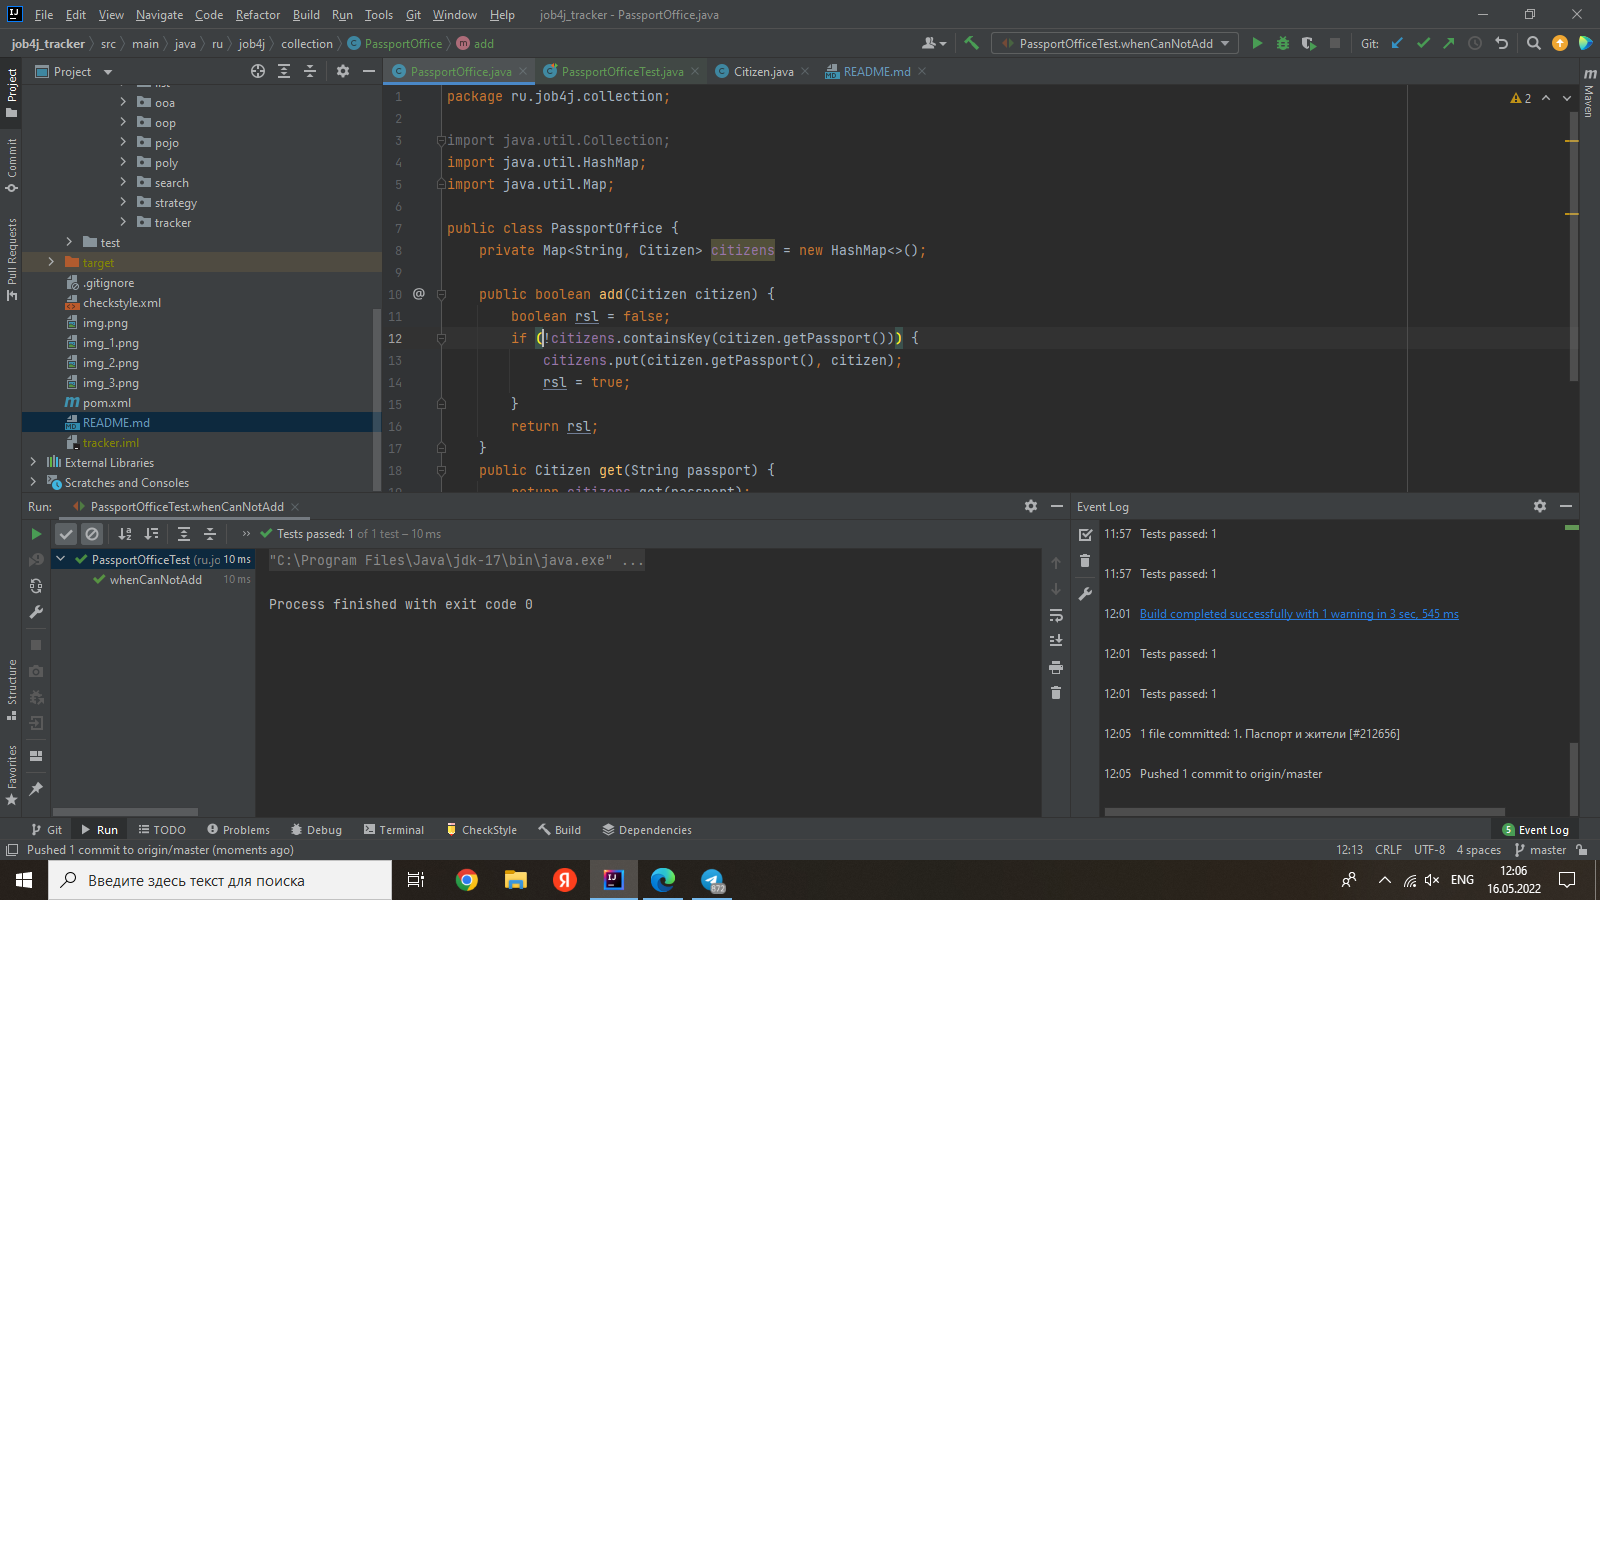 File Edit View Navigate Code Refactor Build Run Tools Git Window Help job4j_tracker - PassportOffice.java
job4j_tracker src main java ru job4j collection PassportOffice add
PassportOfficeTest.whenCanNotAdd Git:
Project
PassportOffice.java PassportOfficeTest.java Citizen.java README.md
Project
Commit
Pull Requests
Structure
Favorites
Maven
ooa
oop
pojo
poly
search
strategy
tracker
test
target
.gitignore
checkstyle.xml
img.png
img_1.png
img_2.png
img_3.png
pom.xml
README.md
tracker.iml
External Libraries
Scratches and Consoles
2
1 package ru.job4j.collection;
2
3 import java.util.Collection;
4 import java.util.HashMap;
5 import java.util.Map;
6
7 public class PassportOffice {
8 private Map<String, Citizen> citizens = new HashMap<>();
9
10 @ public boolean add(Citizen citizen) {
11 boolean rsl = false;
12 if (!citizens.containsKey(citizen.getPassport())) {
13 citizens.put(citizen.getPassport(), citizen);
14 rsl = true;
15 }
16 return rsl;
17 }
18 public Citizen get(String passport) {
19 return citizens.get(passport);
Run: PassportOfficeTest.whenCanNotAdd
Tests passed: 1 of 1 test – 10 ms
PassportOfficeTest (ru.jo 10 ms
whenCanNotAdd 10 ms
"C:\Program Files\Java\jdk-17\bin\java.exe" ...
Process finished with exit code 0
Event Log
11:57 Tests passed: 1
11:57 Tests passed: 1
12:01 Build completed successfully with 1 warning in 3 sec, 545 ms
12:01 Tests passed: 1
12:01 Tests passed: 1
12:05 1 file committed: 1. Паспорт и жители [#212656]
12:05 Pushed 1 commit to origin/master
Git Run TODO Problems Debug Terminal CheckStyle Build Dependencies 5 Event Log
Pushed 1 commit to origin/master (moments ago) 12:13 CRLF UTF-8 4 spaces master
Введите здесь текст для поиска
872
ENG
12:06
16.05.2022